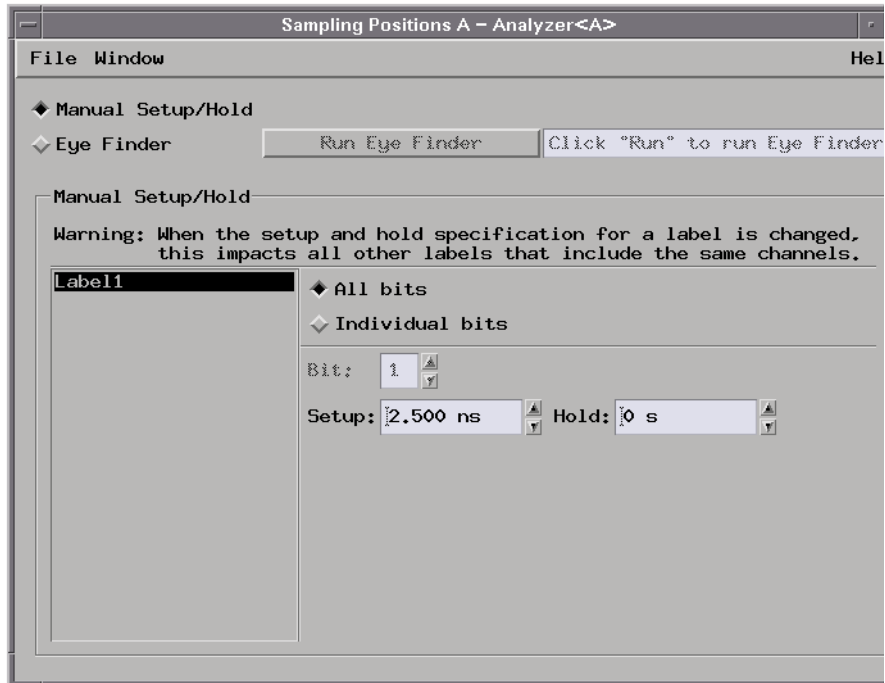 Sampling Positions A - Analyzer<A>
File Window Hel
Manual Setup/Hold
Eye Finder Run Eye Finder Click "Run" to run Eye Finder
Manual Setup/Hold
Warning: When the setup and hold specification for a label is changed,
this impacts all other labels that include the same channels.
Label1
All bits
Individual bits
Bit: 1
Setup: 2.500 ns Hold: 0 s